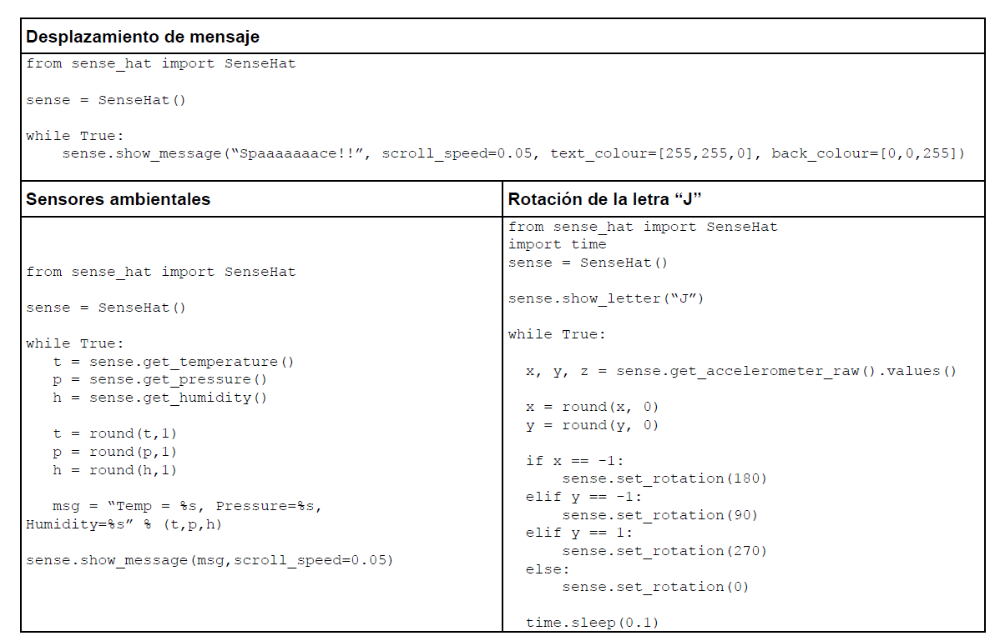 Desplazamiento de mensaje
from sense_hat import SenseHat
sense = SenseHat()
while True:
    sense.show_message(“Spaaaaaaace!!”, scroll_speed=0.05, text_colour=[255,255,0], back_colour=[0,0,255])
Sensores ambientales
from sense_hat import SenseHat
sense = SenseHat()
while True:
   t = sense.get_temperature()
   p = sense.get_pressure()
   h = sense.get_humidity()
   t = round(t,1)
   p = round(p,1)
   h = round(h,1)
   msg = “Temp = %s, Pressure=%s,
Humidity=%s” % (t,p,h)
sense.show_message(msg,scroll_speed=0.05)
Rotación de la letra “J”
from sense_hat import SenseHat
import time
sense = SenseHat()
sense.show_letter(“J”)
while True:
  x, y, z = sense.get_accelerometer_raw().values()
  x = round(x, 0)
  y = round(y, 0)
  if x == -1:
      sense.set_rotation(180)
  elif y == -1:
      sense.set_rotation(90)
  elif y == 1:
      sense.set_rotation(270)
  else:
      sense.set_rotation(0)
  time.sleep(0.1)